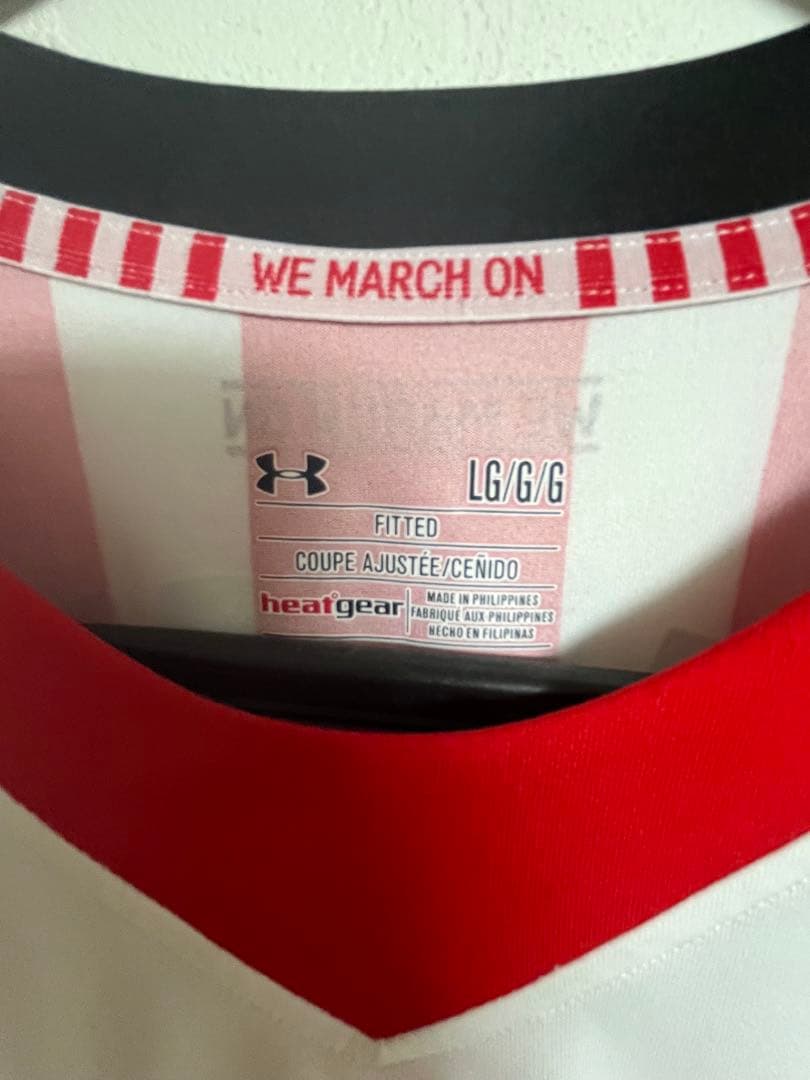 WE MARCH ON
LG/G/G
FITTED
COUPE AJUSTÉE/CEÑIDO
heatgear
MADE IN PHILIPPINES
FABRIQUÉ AUX PHILIPPINES
HECHO EN FILIPINAS